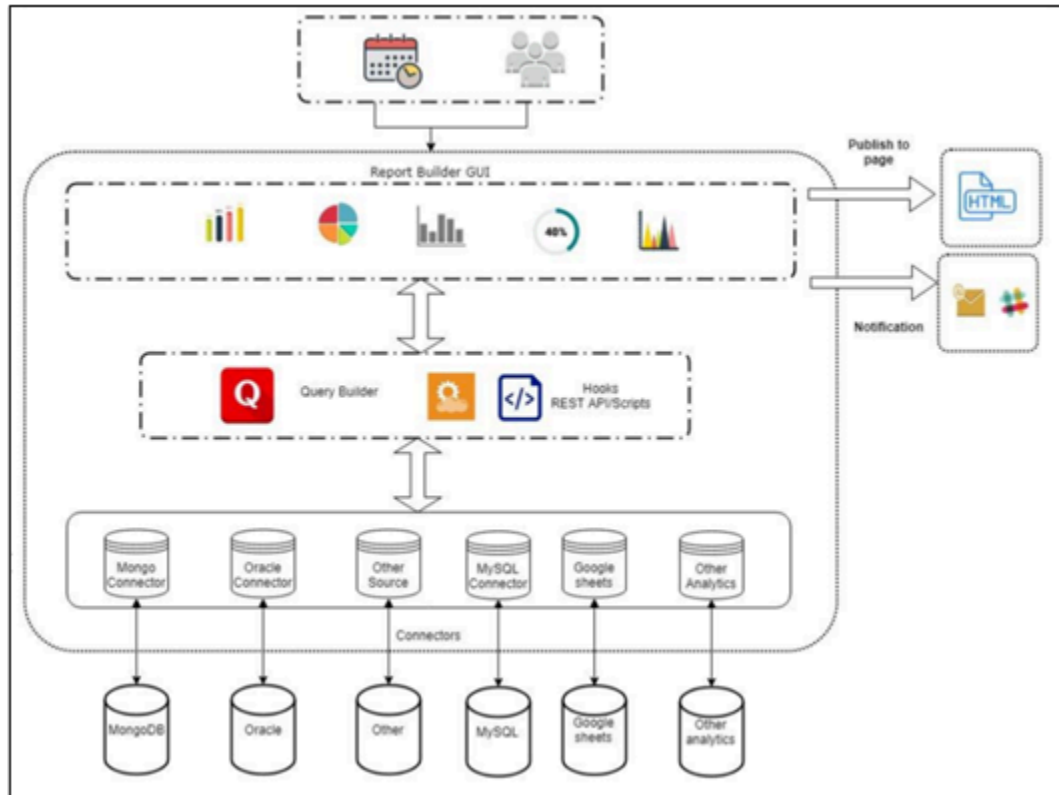 Report Builder GUI
Publish to
page
HTML
40%
Notification
Q
Query Builder
</>
Hooks
REST API/Scripts
Mongo
Connector
Oracle
Connector
Other
Source
MySQL
Connector
Google
sheets
Other
Analytics
Connectors
MongoDB
Oracle
Other
MySQL
Google
sheets
Other
analytics